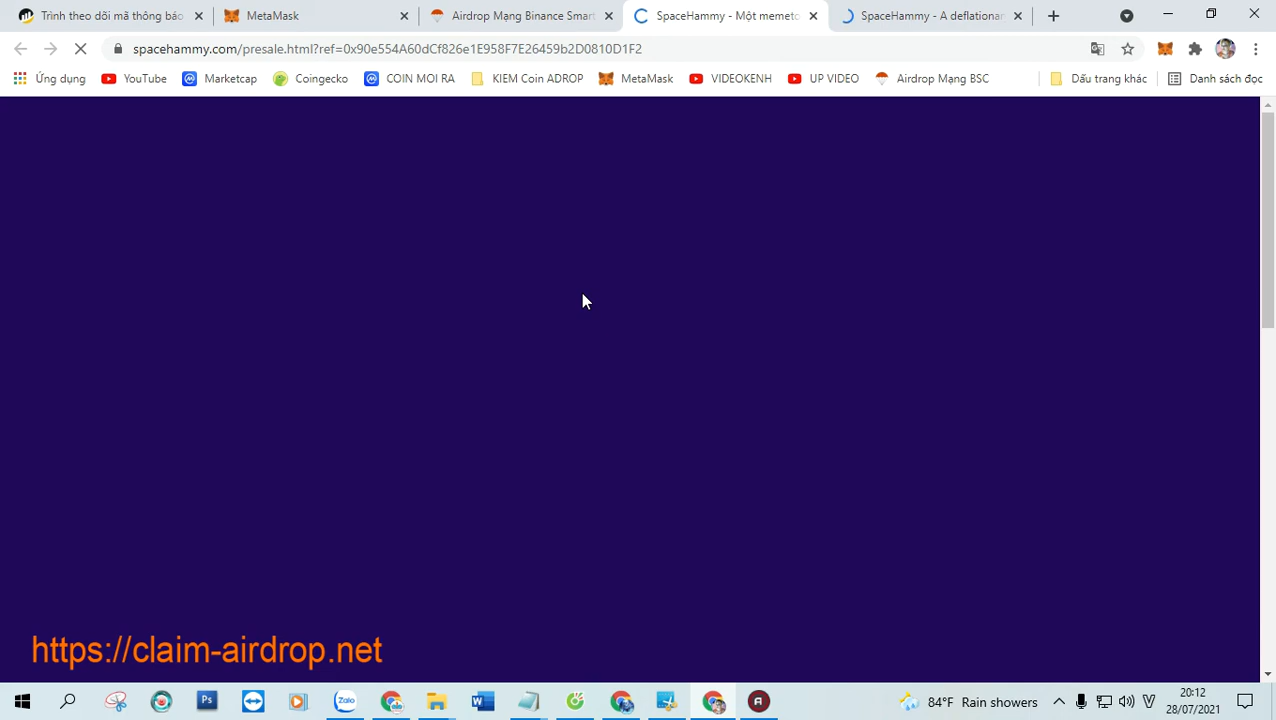 Trình theo dõi mã thông báo
MetaMask
Airdrop Mạng Binance Smart
SpaceHammy - Một memeto
SpaceHammy - A deflationar
spacehammy.com/presale.html?ref=0x90e554A60dCf826e1E958F7E26459b2D0810D1F2
Ứng dụng
YouTube
Marketcap
Coingecko
COIN MOI RA
KIEM Coin ADROP
MetaMask
VIDEOKENH
UP VIDEO
Airdrop Mạng BSC
Dấu trang khác
Danh sách đọc
https://claim-airdrop.net
Ps
Zalo
W
A
84°F Rain showers
V
20:12
28/07/2021